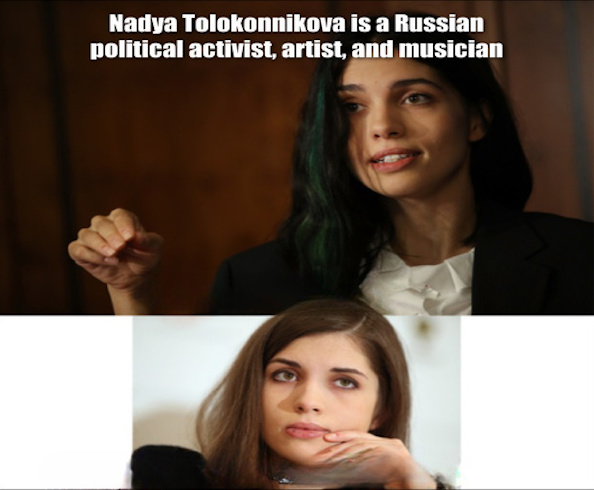 Nadya Tolokonnikova is a Russian
political activist, artist, and musician